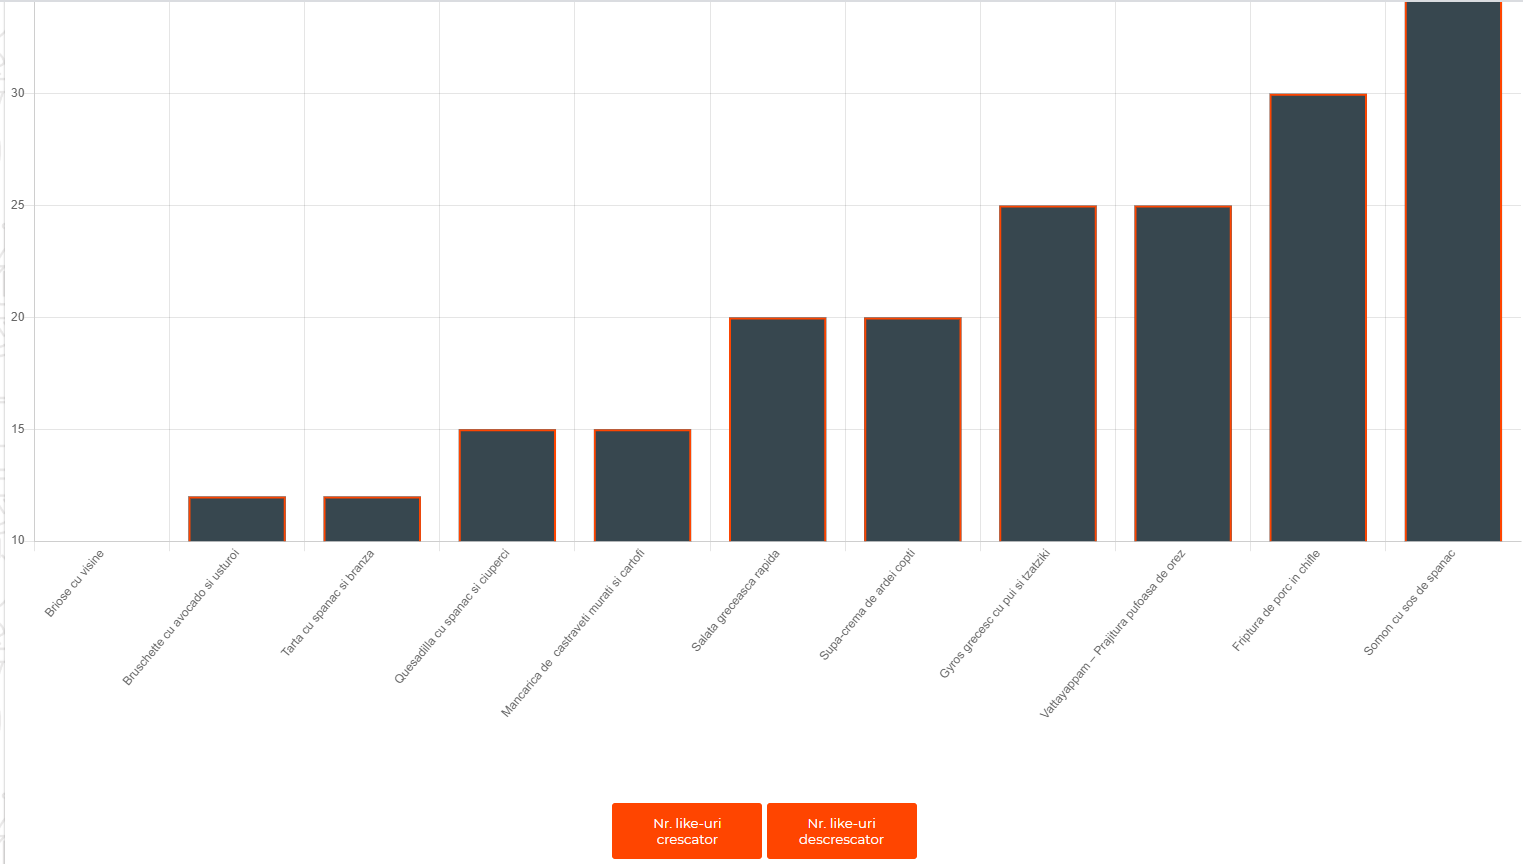 30
25
20
15
10
Briose cu visine
Bruschette cu avocado si usturoi
Tarta cu spanac si branza
Quesadilla cu spanac si ciuperci
Mancarica de  castraveti murati si cartofi
Salata greceasca rapida
Supa-crema de ardei copti
Gyros grecesc cu pui si tzatziki
Vattayappam – Prajitura pufoasa de orez
Friptura de porc in chifle
Somon cu sos de spanac
Nr. like-uri
crescator
Nr. like-uri
descrescator